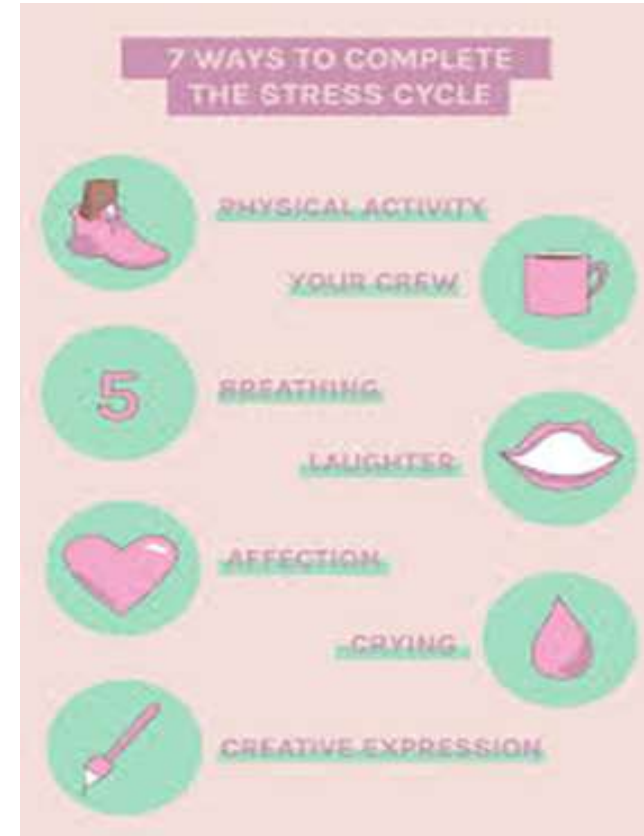 7 WAYS TO COMPLETE
THE STRESS CYCLE
PHYSICAL ACTIVITY
YOUR CREW
5
BREATHING
LAUGHTER
AFFECTION
CRYING
CREATIVE EXPRESSION